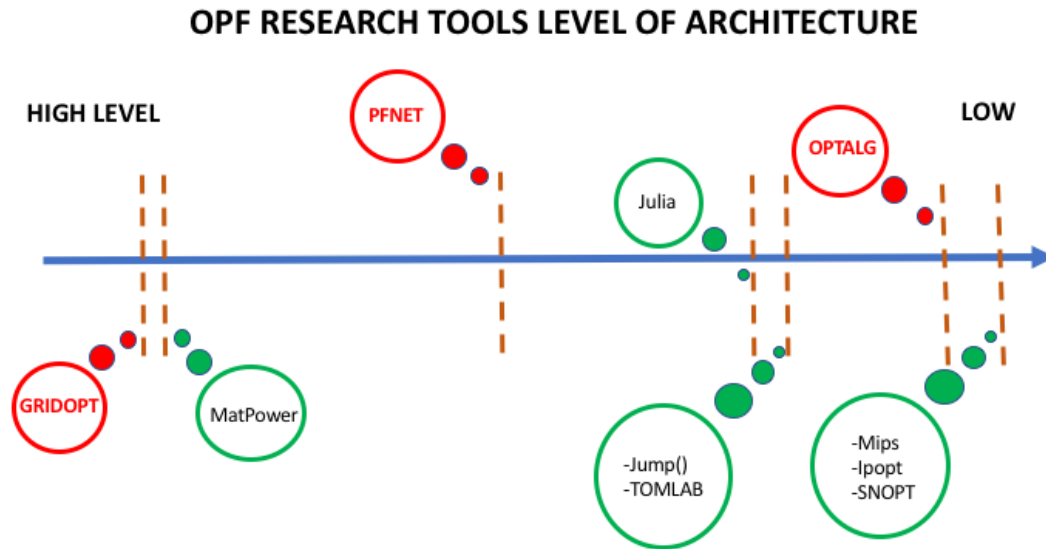 OPF RESEARCH TOOLS LEVEL OF ARCHITECTURE
HIGH LEVEL
PFNET
LOW
OPTALG
Julia
GRIDOPT
MatPower
-Jump()
-TOMLAB
-Mips
-Ipopt
-SNOPT